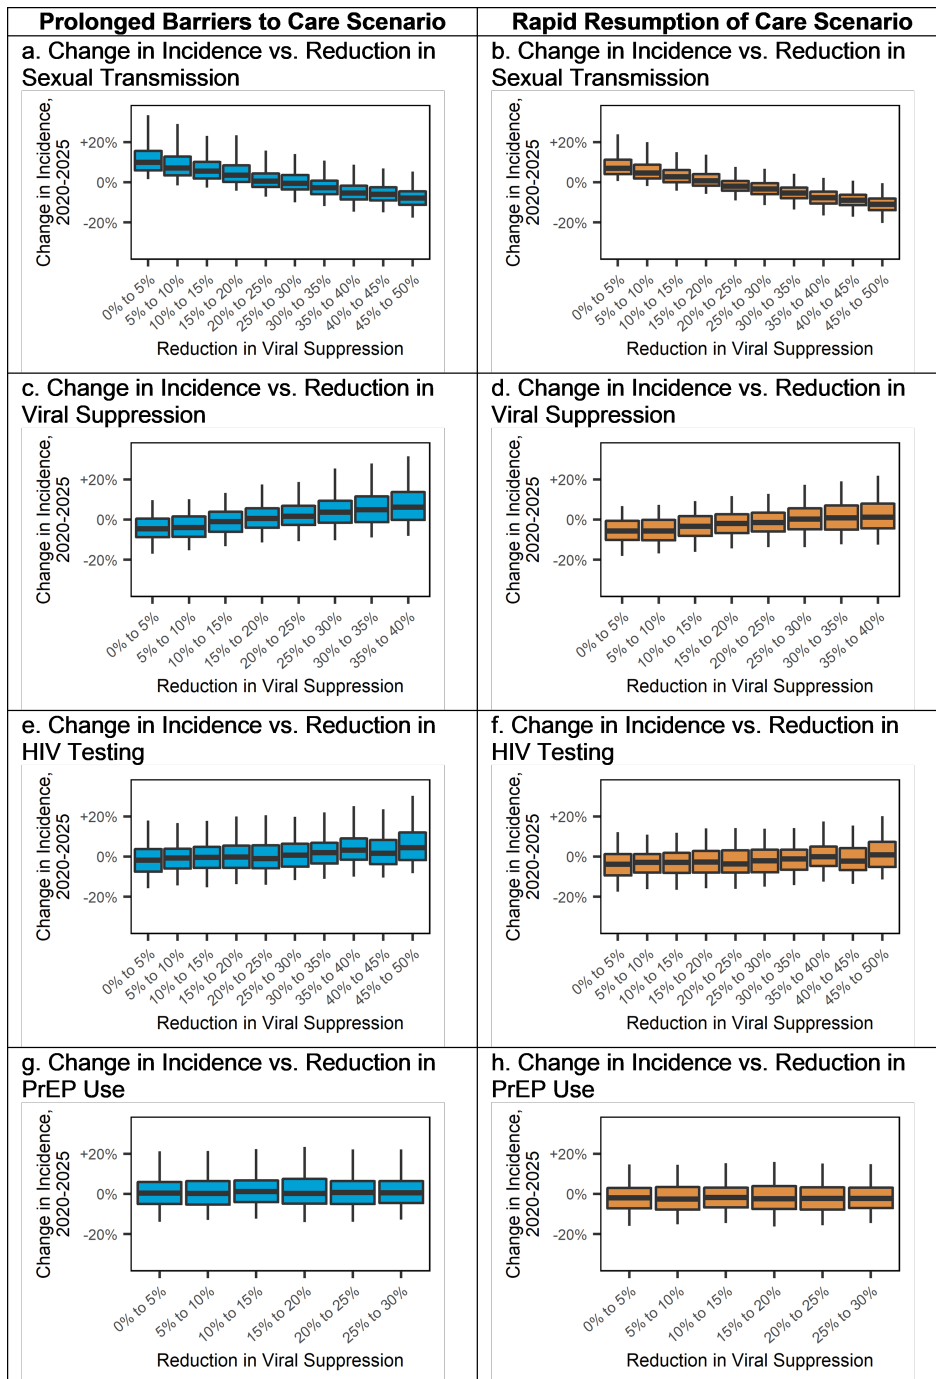 Prolonged Barriers to Care Scenario
Rapid Resumption of Care Scenario
a. Change in Incidence vs. Reduction in
Sexual Transmission
Change in Incidence,
2020-2025
+20%
0%
-20%
0% to 5%
5% to 10%
10% to 15%
15% to 20%
20% to 25%
25% to 30%
30% to 35%
35% to 40%
40% to 45%
45% to 50%
Reduction in Viral Suppression
b. Change in Incidence vs. Reduction in
Sexual Transmission
Change in Incidence,
2020-2025
+20%
0%
-20%
0% to 5%
5% to 10%
10% to 15%
15% to 20%
20% to 25%
25% to 30%
30% to 35%
35% to 40%
40% to 45%
45% to 50%
Reduction in Viral Suppression
c. Change in Incidence vs. Reduction in
Viral Suppression
Change in Incidence,
2020-2025
+20%
0%
-20%
0% to 5%
5% to 10%
10% to 15%
15% to 20%
20% to 25%
25% to 30%
30% to 35%
35% to 40%
Reduction in Viral Suppression
d. Change in Incidence vs. Reduction in
Viral Suppression
Change in Incidence,
2020-2025
+20%
0%
-20%
0% to 5%
5% to 10%
10% to 15%
15% to 20%
20% to 25%
25% to 30%
30% to 35%
35% to 40%
Reduction in Viral Suppression
e. Change in Incidence vs. Reduction in
HIV Testing
Change in Incidence,
2020-2025
+20%
0%
-20%
0% to 5%
5% to 10%
10% to 15%
15% to 20%
20% to 25%
25% to 30%
30% to 35%
35% to 40%
40% to 45%
45% to 50%
Reduction in Viral Suppression
f. Change in Incidence vs. Reduction in
HIV Testing
Change in Incidence,
2020-2025
+20%
0%
-20%
0% to 5%
5% to 10%
10% to 15%
15% to 20%
20% to 25%
25% to 30%
30% to 35%
35% to 40%
40% to 45%
45% to 50%
Reduction in Viral Suppression
g. Change in Incidence vs. Reduction in
PrEP Use
Change in Incidence,
2020-2025
+20%
0%
-20%
0% to 5%
5% to 10%
10% to 15%
15% to 20%
20% to 25%
25% to 30%
Reduction in Viral Suppression
h. Change in Incidence vs. Reduction in
PrEP Use
Change in Incidence,
2020-2025
+20%
0%
-20%
0% to 5%
5% to 10%
10% to 15%
15% to 20%
20% to 25%
25% to 30%
Reduction in Viral Suppression